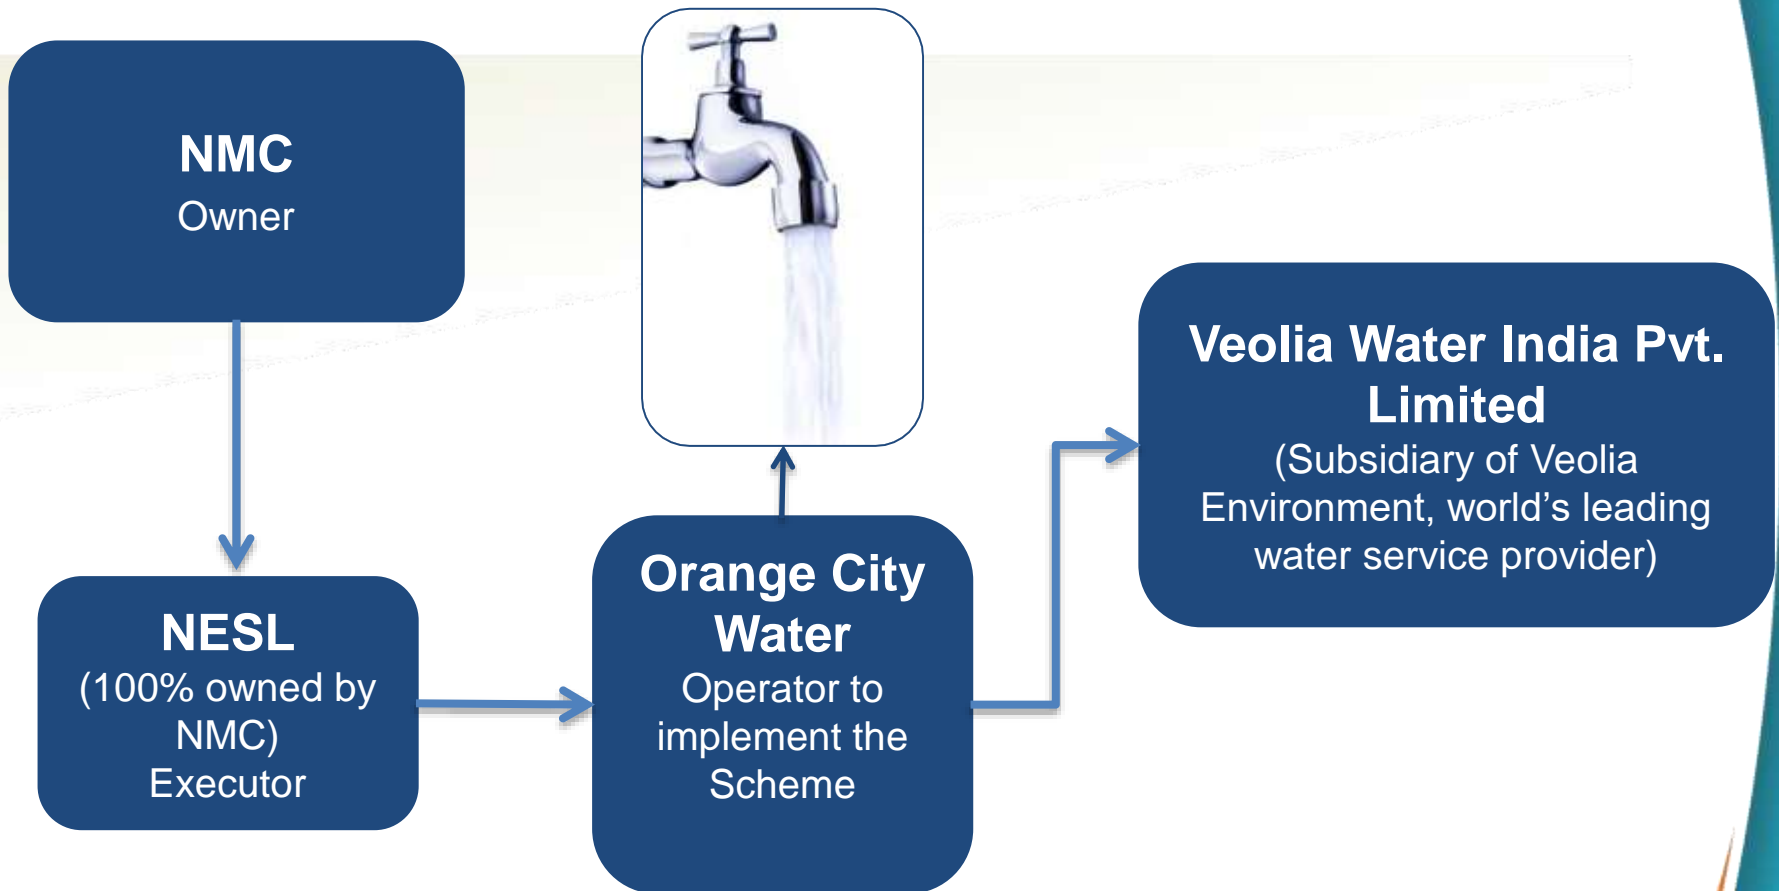 NMC
Owner
NESL
(100% owned by
NMC)
Executor
Orange City
Water
Operator to
implement the
Scheme
Veolia Water India Pvt.
Limited
(Subsidiary of Veolia
Environment, world’s leading
water service provider)